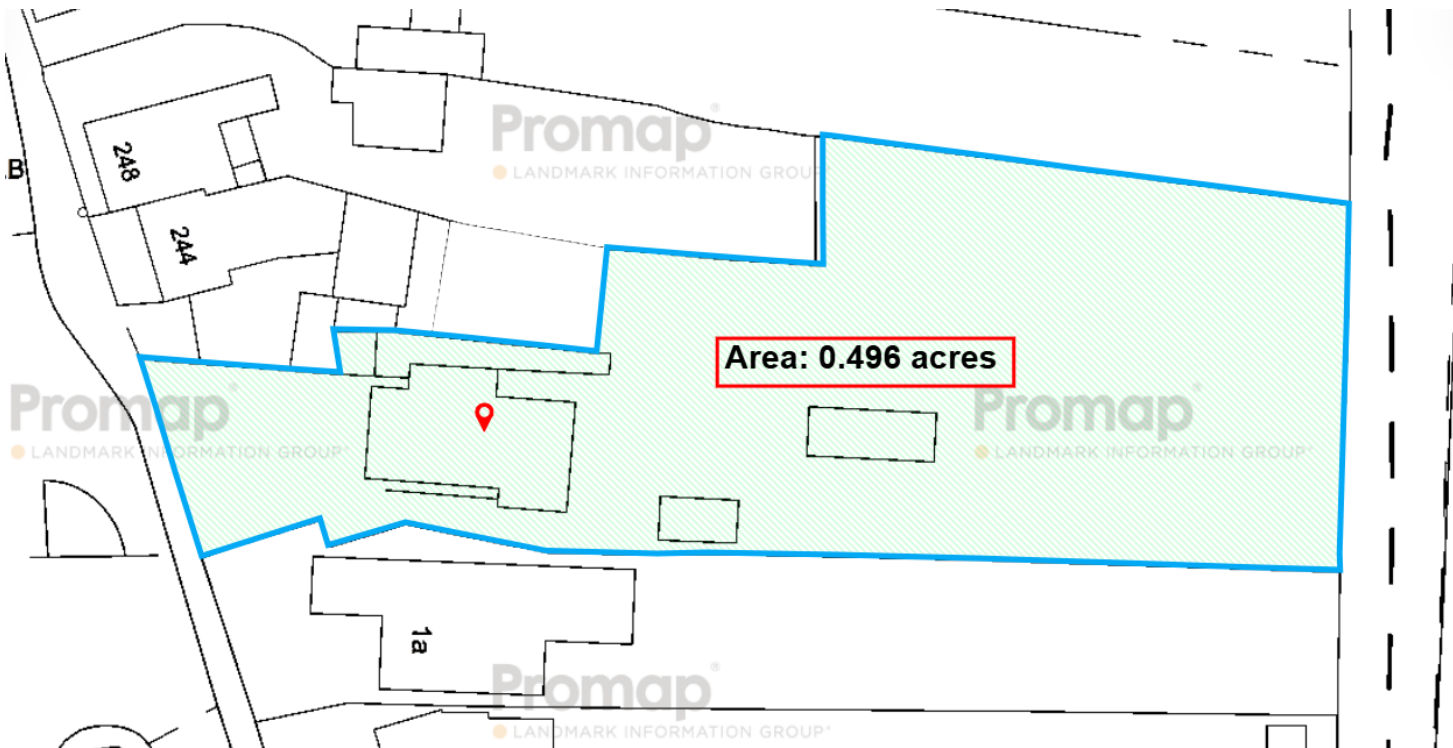 Promap
LANDMARK INFORMATION GROUP
248
B
244
Area: 0.496 acres
Promap
LANDMARK INFORMATION GROUP
Promap
LANDMARK INFORMATION GROUP
1a
Promap
LANDMARK INFORMATION GROUP